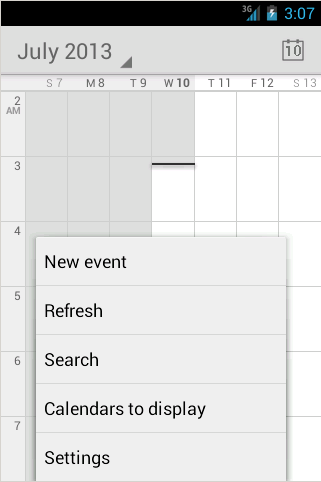 3G 3:07
July 2013 10
S 7 M 8 T 9 W 10 T 11 F 12 S 13
2
AM
3
4
New event
5
Refresh
6
Search
Calendars to display
7
Settings